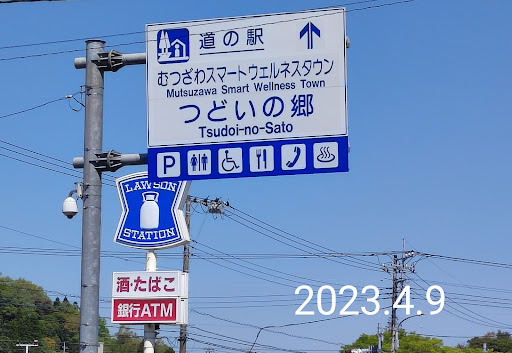 道の駅
むつざわスマートウェルネスタウン
Mutsuzawa Smart Wellness Town
つどいの郷
Tsudoi-no-Sato
P
LAWSON
STATION
酒・たばこ
銀行ATM
2023.4.9